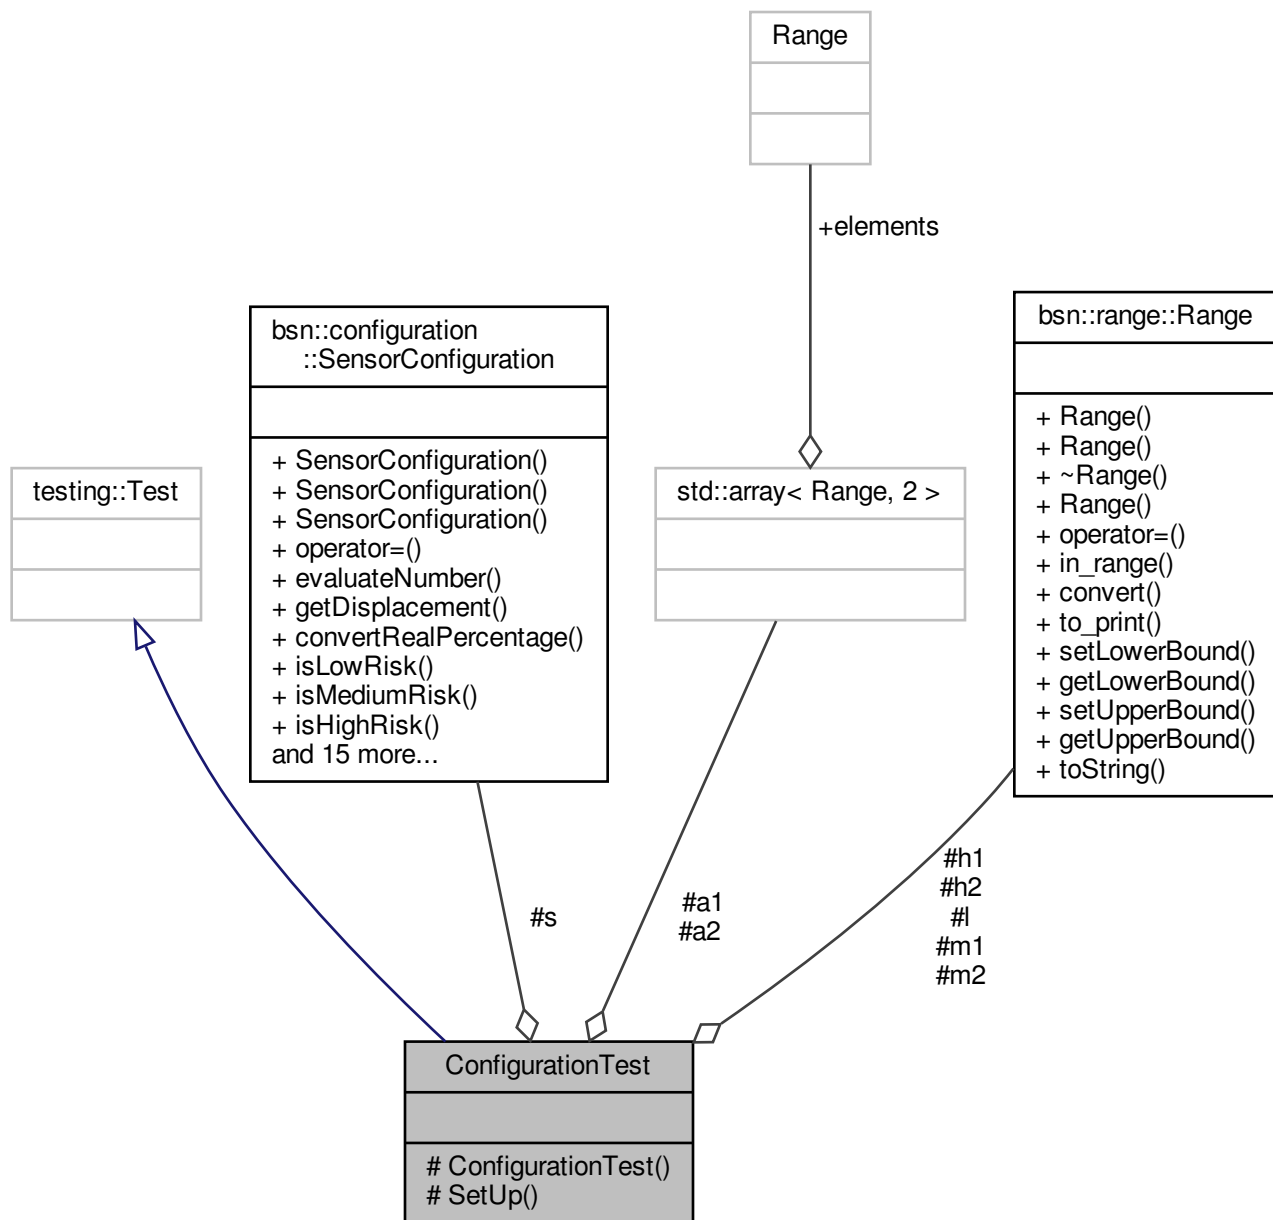 Range
+elements
bsn::configuration
::SensorConfiguration
+ SensorConfiguration()
+ SensorConfiguration()
+ SensorConfiguration()
+ operator=()
+ evaluateNumber()
+ getDisplacement()
+ convertRealPercentage()
+ isLowRisk()
+ isMediumRisk()
+ isHighRisk()
and 15 more...
bsn::range::Range
+ Range()
+ Range()
+ ~Range()
+ Range()
+ operator=()
+ in_range()
+ convert()
+ to_print()
+ setLowerBound()
+ getLowerBound()
+ setUpperBound()
+ getUpperBound()
+ toString()
testing::Test
std::array< Range, 2 >
#s
#a1
#a2
#h1
#h2
#l
#m1
#m2
ConfigurationTest
# ConfigurationTest()
# SetUp()